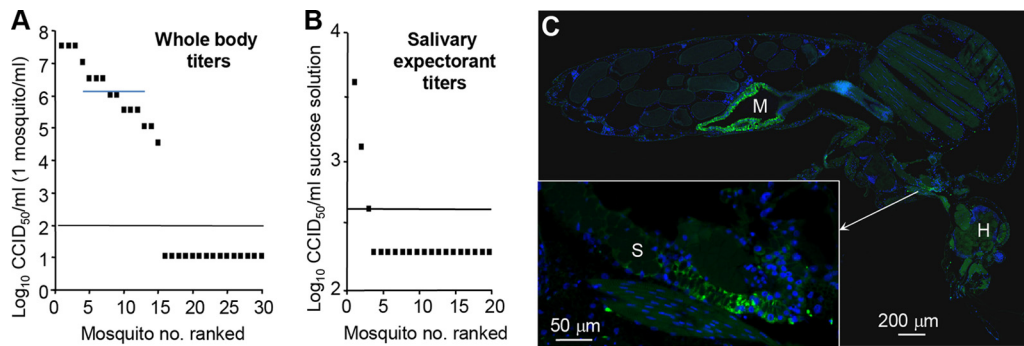 A
Log10 CCID50/ml (1 mosquito/ml)
Whole body
titers
8
7
6
5
4
3
2
1
0
0
5
10
15
20
25
30
Mosquito no. ranked
B
Log10 CCID50/ml sucrose solution
Salivary
expectorant
titers
4
3
2
0
5
10
15
20
Mosquito no. ranked
C
M
H
S
50 µm
200 µm